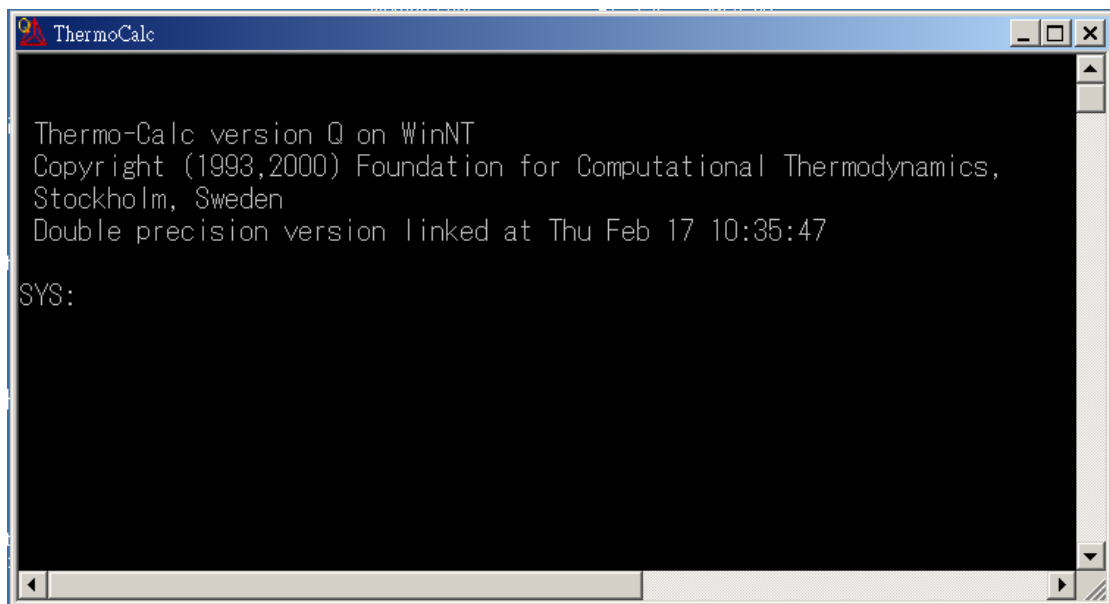 ThermoCalc
Thermo-Calc version Q on WinNT
Copyright (1993,2000) Foundation for Computational Thermodynamics,
Stockholm, Sweden
Double precision version linked at Thu Feb 17 10:35:47
SYS: